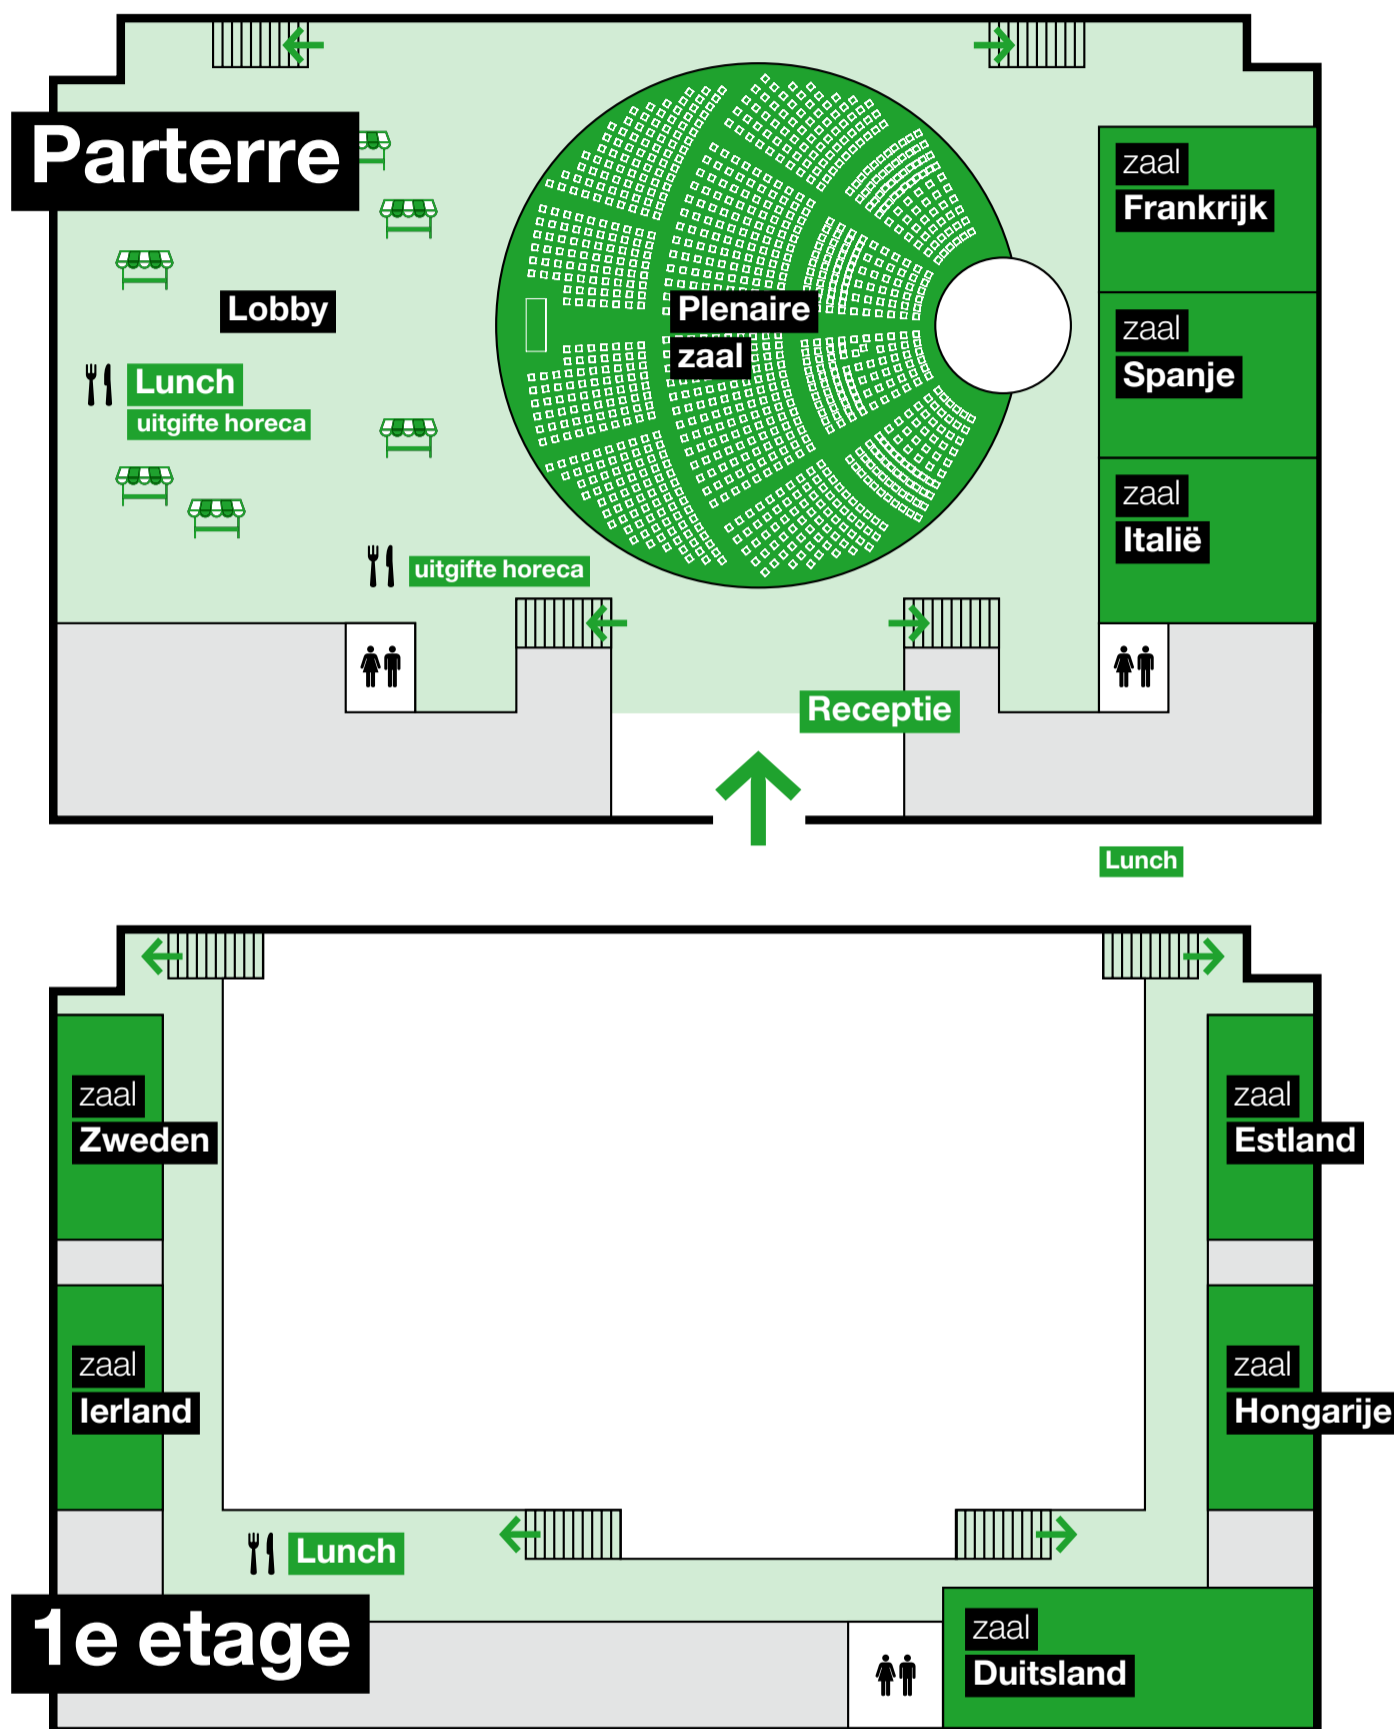 Parterre
zaal
Frankrijk
Lobby
Plenaire
zaal
zaal
Spanje
Lunch
uitgifte horeca
zaal
Italië
uitgifte horeca
Receptie
Lunch
zaal
Zweden
zaal
Estland
zaal
Ierland
zaal
Hongarije
Lunch
1e etage
zaal
Duitsland